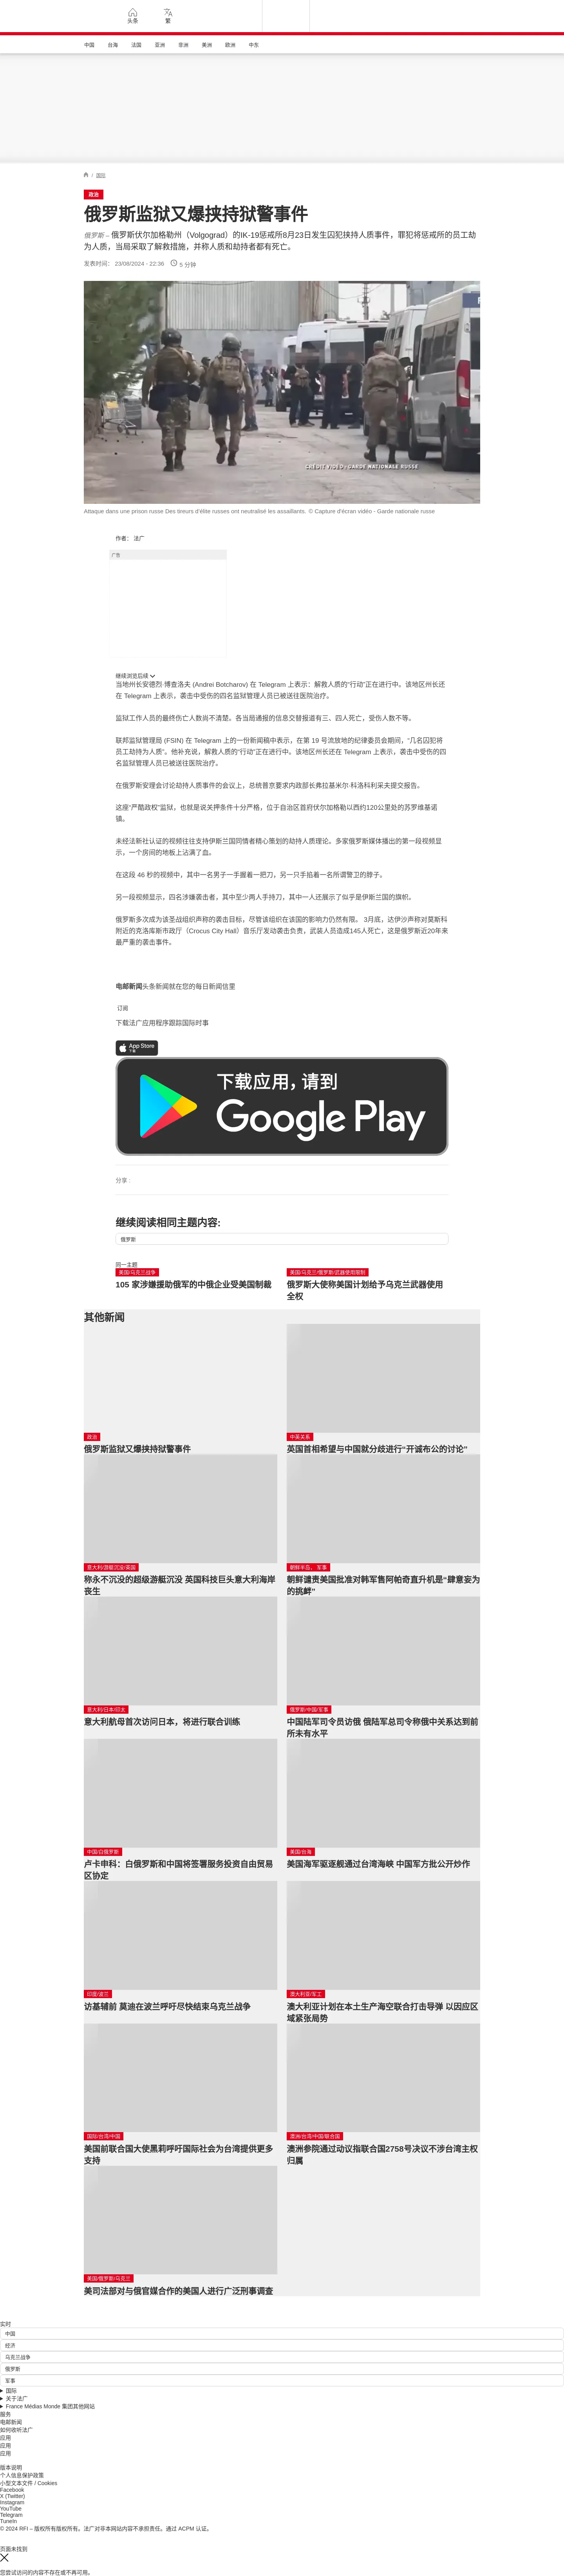 头条
繁
中国
台海
法国
亚洲
非洲
美洲
欧洲
中东
/ 国际
政治
俄罗斯监狱又爆挟持狱警事件
俄罗斯 – 俄罗斯伏尔加格勒州（Volgograd）的IK-19惩戒所8月23日发生囚犯挟持人质事件，罪犯将惩戒所的员工劫为人质，当局采取了解救措施，并称人质和劫持者都有死亡。
发表时间： 23/08/2024 - 22:36
5 分钟
CRÉDIT VIDÉO - GARDE NATIONALE RUSSE
Attaque dans une prison russe Des tireurs d'élite russes ont neutralisé les assaillants. © Capture d'écran vidéo - Garde nationale russe
作者： 法广
广告
继续浏览后续
当地州长安德烈·博查洛夫 (Andrei Botcharov) 在 Telegram 上表示：解救人质的“行动”正在进行中。该地区州长还在 Telegram 上表示，袭击中受伤的四名监狱管理人员已被送往医院治疗。
监狱工作人员的最终伤亡人数尚不清楚。各当局通报的信息交替报道有三、四人死亡，受伤人数不等。
联邦监狱管理局 (FSIN) 在 Telegram 上的一份新闻稿中表示，在第 19 号流放地的纪律委员会期间，“几名囚犯将员工劫持为人质”。他补充说，解救人质的“行动”正在进行中。该地区州长还在 Telegram 上表示，袭击中受伤的四名监狱管理人员已被送往医院治疗。
在俄罗斯安理会讨论劫持人质事件的会议上，总统普京要求内政部长弗拉基米尔·科洛科利采夫提交报告。
这座“严酷政权”监狱，也就是说关押条件十分严格，位于自治区首府伏尔加格勒以西约120公里处的苏罗维基诺镇。
未经法新社认证的视频往往支持伊斯兰国同情者精心策划的劫持人质理论。多家俄罗斯媒体播出的第一段视频显示，一个房间的地板上沾满了血。
在这段 46 秒的视频中，其中一名男子一手握着一把刀，另一只手掐着一名所谓警卫的脖子。
另一段视频显示，四名涉嫌袭击者，其中至少两人手持刀，其中一人还展示了似乎是伊斯兰国的旗帜。
俄罗斯多次成为该圣战组织声称的袭击目标，尽管该组织在该国的影响力仍然有限。 3月底，达伊沙声称对莫斯科附近的克洛库斯市政厅（Crocus City Hall）音乐厅发动袭击负责，武装人员造成145人死亡，这是俄罗斯近20年来最严重的袭击事件。
电邮新闻头条新闻就在您的每日新闻信里
订阅
下载法广应用程序跟踪国际时事
App Store
下载
下载应用，请到
Google Play
分享 :
继续阅读相同主题内容:
俄罗斯
同一主题
美国/乌克兰战争
105 家涉嫌援助俄军的中俄企业受美国制裁
美国/乌克兰/俄罗斯/武器使用限制
俄罗斯大使称美国计划给予乌克兰武器使用全权
其他新闻
政治
俄罗斯监狱又爆挟持狱警事件
中英关系
英国首相希望与中国就分歧进行“开诚布公的讨论”
意大利/游艇沉没/英国
称永不沉没的超级游艇沉没 英国科技巨头意大利海岸丧生
朝鲜半岛、 军事
朝鲜谴责美国批准对韩军售阿帕奇直升机是“肆意妄为的挑衅”
意大利/日本/印太
意大利航母首次访问日本，将进行联合训练
俄罗斯/中国/军事
中国陆军司令员访俄 俄陆军总司令称俄中关系达到前所未有水平
中国/白俄罗斯
卢卡申科：白俄罗斯和中国将签署服务投资自由贸易区协定
美国/台海
美国海军驱逐舰通过台湾海峡 中国军方批公开炒作
印度/波兰
访基辅前 莫迪在波兰呼吁尽快结束乌克兰战争
澳大利亚/军工
澳大利亚计划在本土生产海空联合打击导弹 以因应区域紧张局势
国际/台湾/中国
美国前联合国大使黑莉呼吁国际社会为台湾提供更多支持
澳洲/台湾/中国/联合国
澳洲参院通过动议指联合国2758号决议不涉台湾主权归属
美国/俄罗斯/乌克兰
美司法部对与俄官媒合作的美国人进行广泛刑事调查
实时
中国
经济
乌克兰战争
俄罗斯
军事
国际
关于法广
France Médias Monde 集团其他网站
服务
电邮新闻
如何收听法广
应用
应用
应用
版本说明
个人信息保护政策
小型文本文件 / Cookies
Facebook
X (Twitter)
Instagram
YouTube
Telegram
TuneIn
© 2024 RFI – 版权所有版权所有。法广对非本网站内容不承担责任。通过 ACPM 认证。
页面未找到
您尝试访问的内容不存在或不再可用。